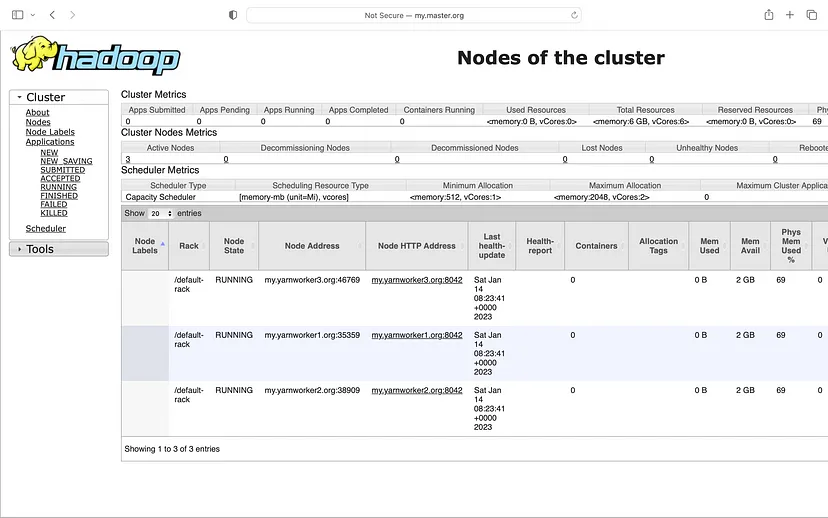 Not Secure — my.master.org
hadoop
Nodes of the cluster
Cluster
About
Nodes
Node Labels
Applications
NEW
NEW_SAVING
SUBMITTED
ACCEPTED
RUNNING
FINISHED
FAILED
KILLED
Scheduler
Tools
Cluster Metrics
Apps Submitted Apps Pending Apps Running Apps Completed Containers Running Used Resources Total Resources Reserved Resources Ph
0 0 0 0 0 <memory:0 B, vCores:0> <memory:6 GB, vCores:6> <memory:0 B, vCores:0> 69
Cluster Nodes Metrics
Active Nodes Decommissioning Nodes Decommissioned Nodes Lost Nodes Unhealthy Nodes Reboote
3 0 0 0 0 0
Scheduler Metrics
Scheduler Type Scheduling Resource Type Minimum Allocation Maximum Allocation Maximum Cluster Applica
Capacity Scheduler [memory-mb (unit=Mi), vcores] <memory:512, vCores:1> <memory:2048, vCores:2> 0
Show 20 entries
Node Labels Rack Node State Node Address Node HTTP Address Last health-update Health-report Containers Allocation Tags Mem Used Mem Avail Phys Mem Used % V
/default-rack RUNNING my.yarnworker3.org:46769 my.yarnworker3.org:8042 Sat Jan 14 08:23:41 +0000 2023 0 0 B 2 GB 69 0
/default-rack RUNNING my.yarnworker1.org:35359 my.yarnworker1.org:8042 Sat Jan 14 08:23:41 +0000 2023 0 0 B 2 GB 69 0
/default-rack RUNNING my.yarnworker2.org:38909 my.yarnworker2.org:8042 Sat Jan 14 08:23:41 +0000 2023 0 0 B 2 GB 69 0
Showing 1 to 3 of 3 entries